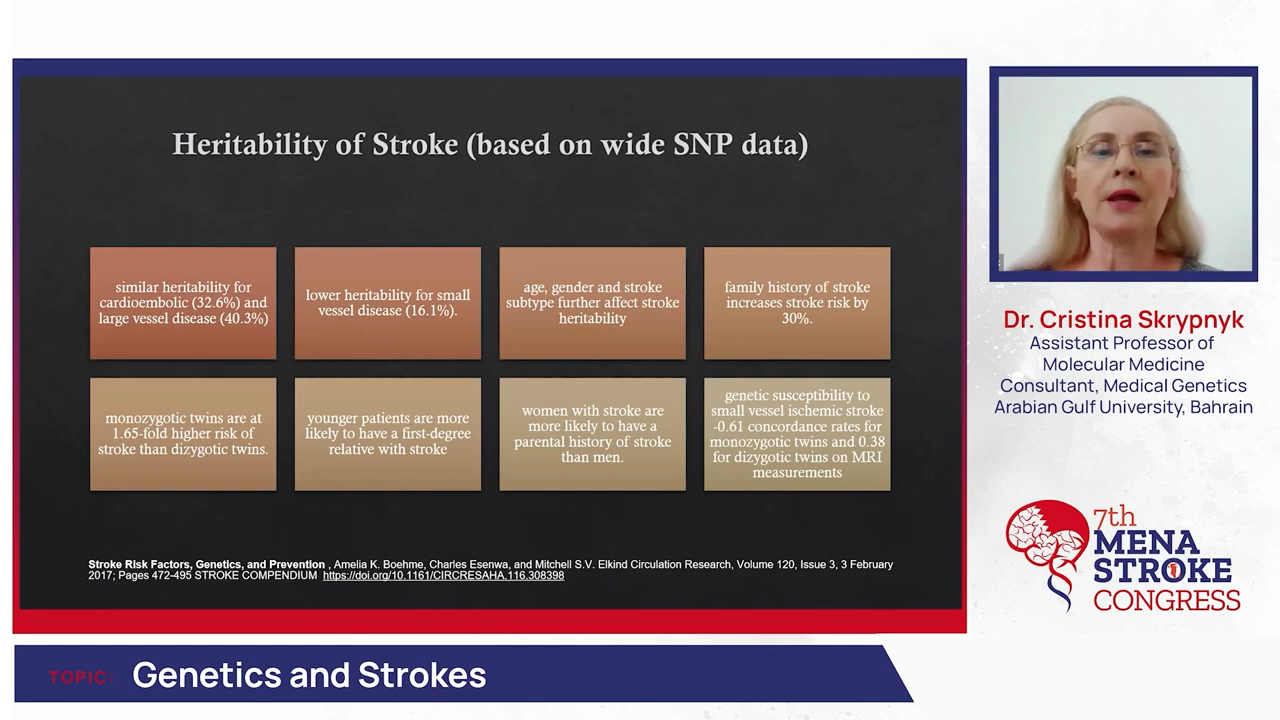 Heritability of Stroke (based on wide SNP data)
similar heritability for
cardioembolic (32.6%) and
large vessel disease (40.3%)
lower heritability for small
vessel disease (16.1%).
age, gender and stroke
subtype further affect stroke
heritability
family history of stroke
increases stroke risk by
30%.
monozygotic twins are at
1.65-fold higher risk of
stroke than dizygotic twins.
younger patients are more
likely to have a first-degree
relative with stroke
women with stroke are
more likely to have a
parental history of stroke
than men.
genetic susceptibility to
small vessel ischemic stroke
-0.61 concordance rates for
monozygotic twins and 0.38
for dizygotic twins on MRI
measurements
Stroke Risk Factors, Genetics, and Prevention , Amelia K. Boehme, Charles Esenwa, and Mitchell S.V. Elkind Circulation Research, Volume 120, Issue 3, 3 February
2017; Pages 472-495 STROKE COMPENDIUM https://doi.org/10.1161/CIRCRESAHA.116.308398
Dr. Cristina Skrypnyk
Assistant Professor of
Molecular Medicine
Consultant, Medical Genetics
Arabian Gulf University, Bahrain
7th
MENA
STROKE
CONGRESS
TOPIC: Genetics and Strokes